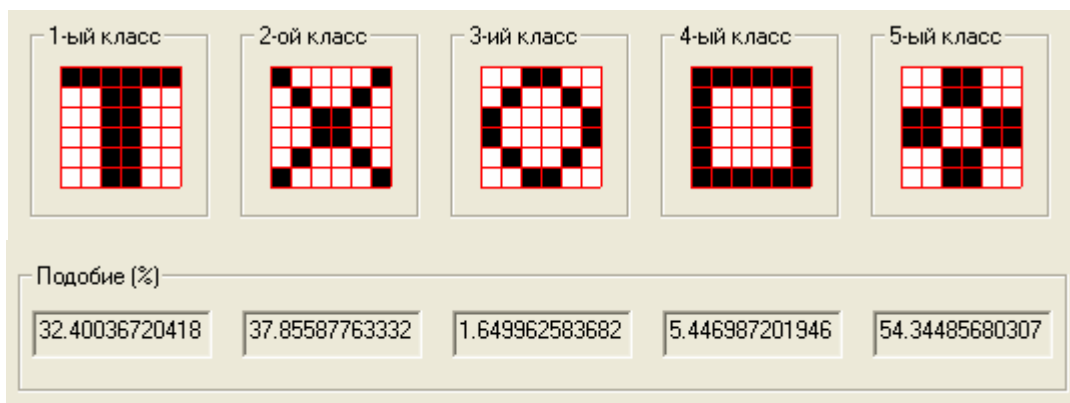 1-ый класс 2-ой класс 3-ий класс 4-ый класс 5-ый класс
Подобие (%)
32.40036720418 37.85587763332 1.649962583682 5.446987201946 54.34485680307